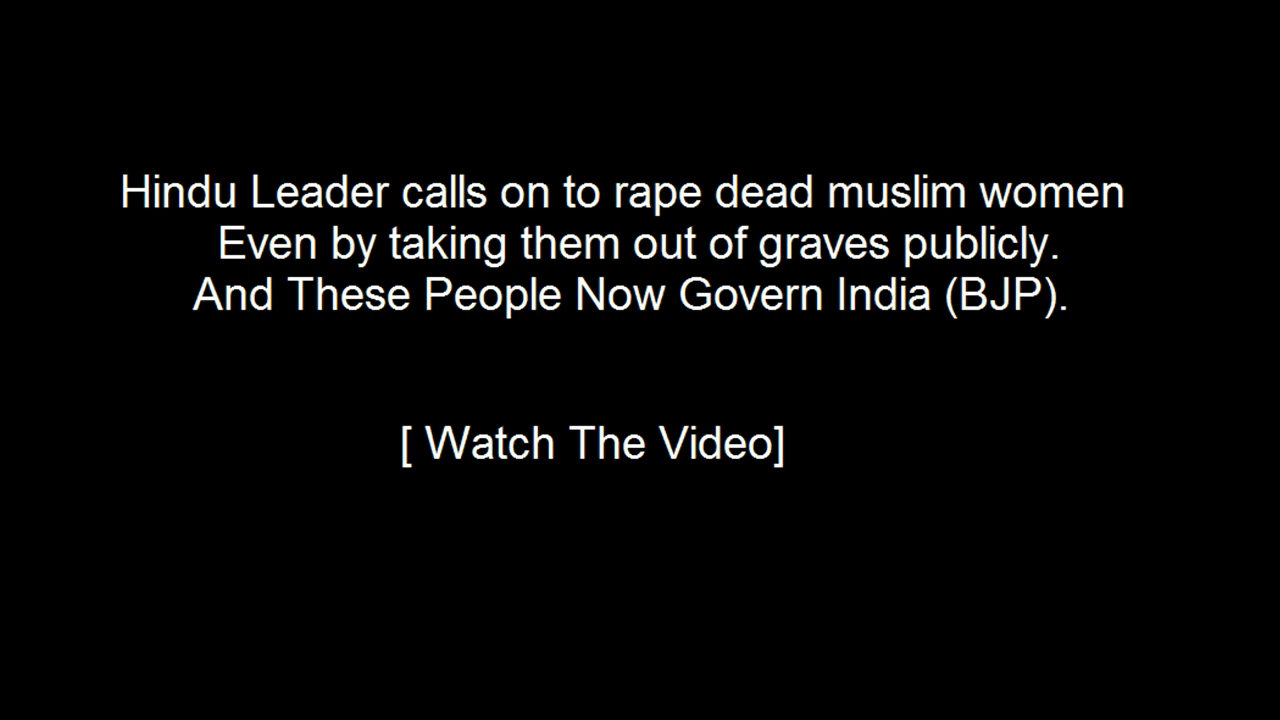 Hindu Leader calls on to rape dead muslim women
Even by taking them out of graves publicly.
And These People Now Govern India (BJP).
[ Watch The Video]